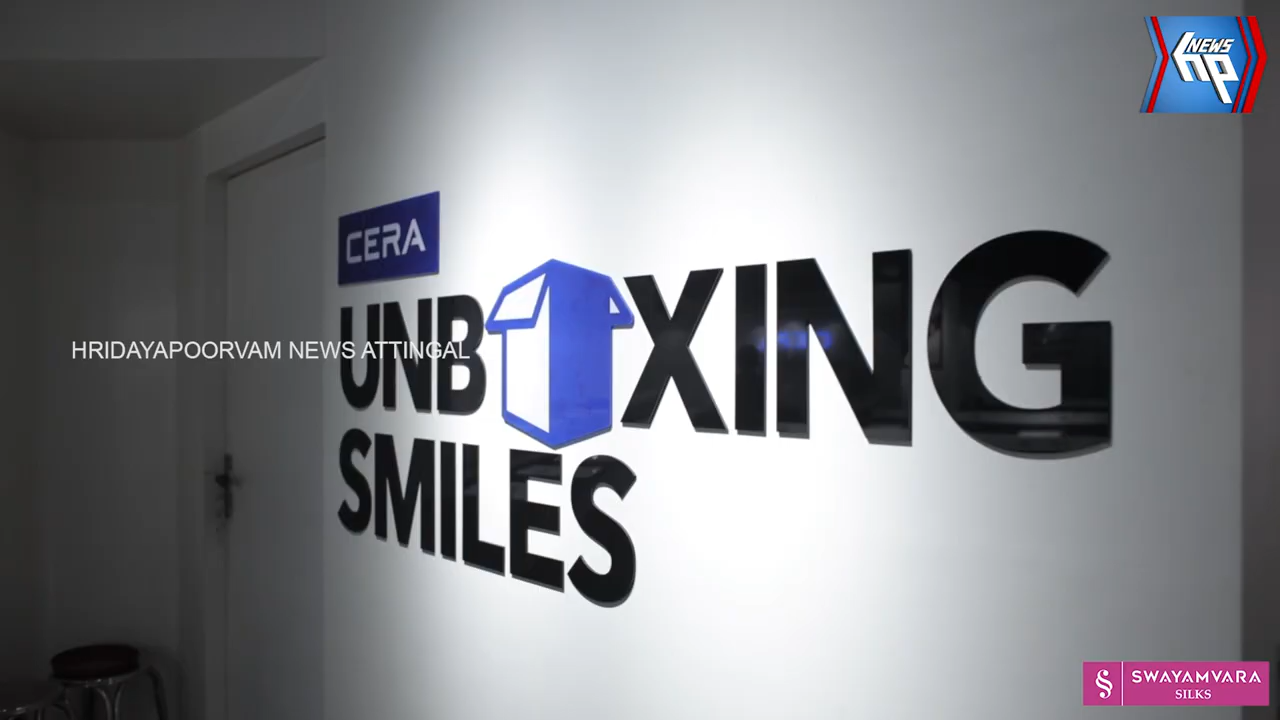 NEWS
hp
CERA
UNBOXING
HRIDAYAPOORVAM NEWS ATTINGAL
SMILES
SWAYAMVARA
SILKS